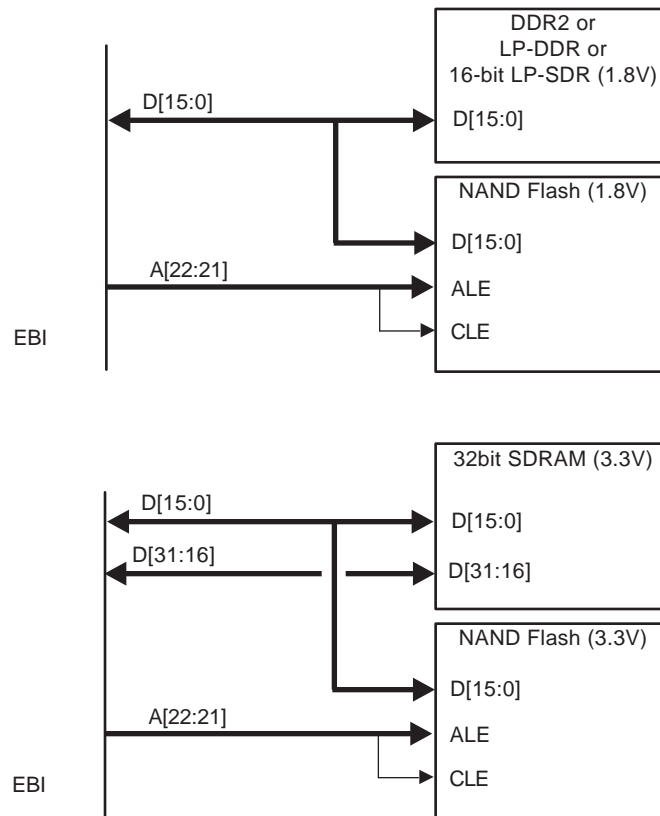 DDR2 or
LP-DDR or
16-bit LP-SDR (1.8V)
D[15:0]
D[15:0]
NAND Flash (1.8V)
D[15:0]
A[22:21]
ALE
CLE
EBI
32bit SDRAM (3.3V)
D[15:0]
D[15:0]
D[31:16]
D[31:16]
NAND Flash (3.3V)
D[15:0]
A[22:21]
ALE
CLE
EBI